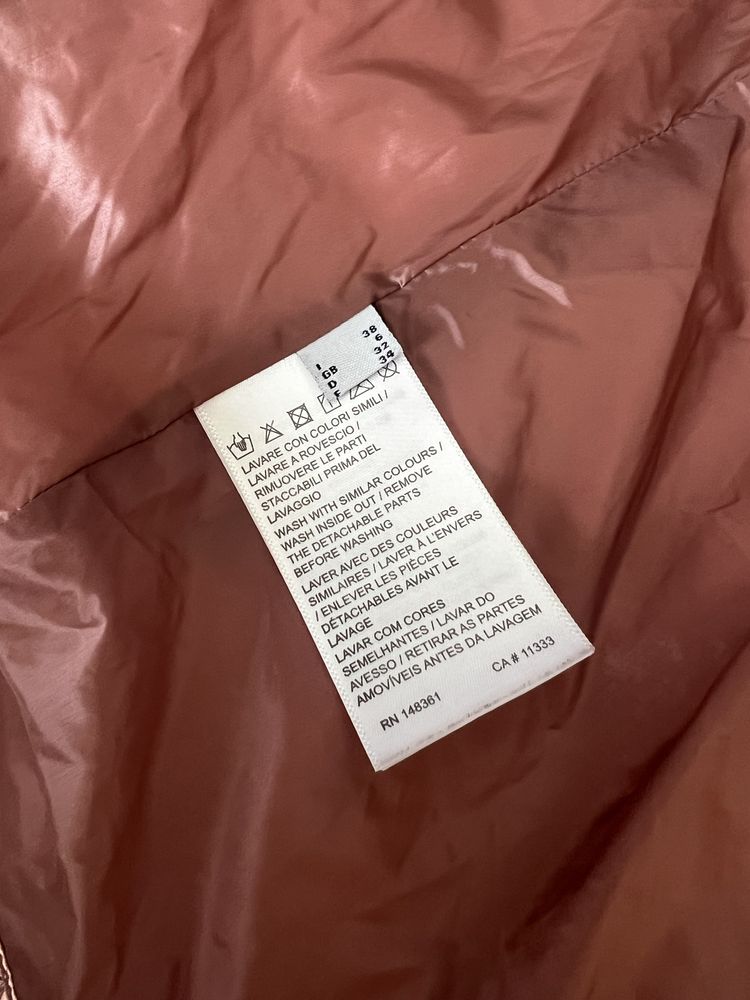 I 38
GB 6
D 32
F 34
LAVARE CON COLORI SIMILI /
LAVARE A ROVESCIO /
RIMUOVERE LE PARTI
STACCABILI PRIMA DEL
LAVAGGIO
WASH WITH SIMILAR COLOURS /
WASH INSIDE OUT / REMOVE
THE DETACHABLE PARTS
BEFORE WASHING
LAVER AVEC DES COULEURS
SIMILAIRES / LAVER À L'ENVERS
/ ENLEVER LES PIÈCES
DÉTACHABLES AVANT LE
LAVAGE
LAVAR COM CORES
SEMELHANTES / LAVAR DO
AVESSO / RETIRAR AS PARTES
AMOVÍVEIS ANTES DA LAVAGEM
RN 148361 CA # 11333